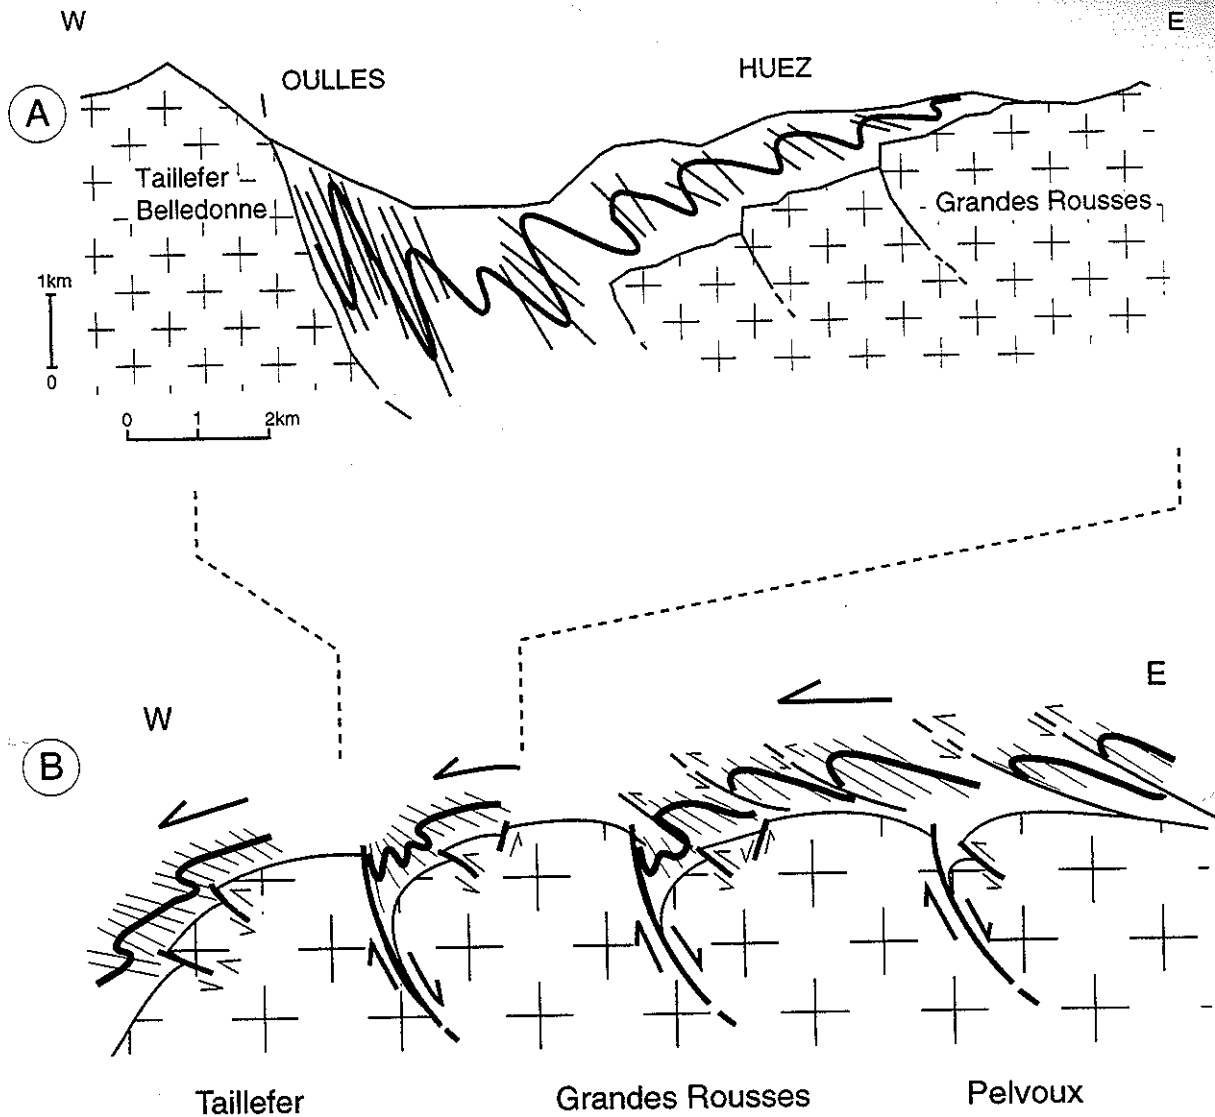 W
E
OULLES
HUEZ
A
Taillefer
Belledonne
Grandes Rousses
1km
0
0 1 2km
E
W
B
Taillefer
Grandes Rousses
Pelvoux